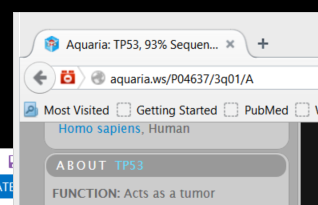 Aquaria: TP53, 93% Sequen... ×
aquaria.ws/P04637/3q01/A
Most Visited Getting Started PubMed
Homo sapiens, Human
ABOUT TP53
FUNCTION: Acts as a tumor